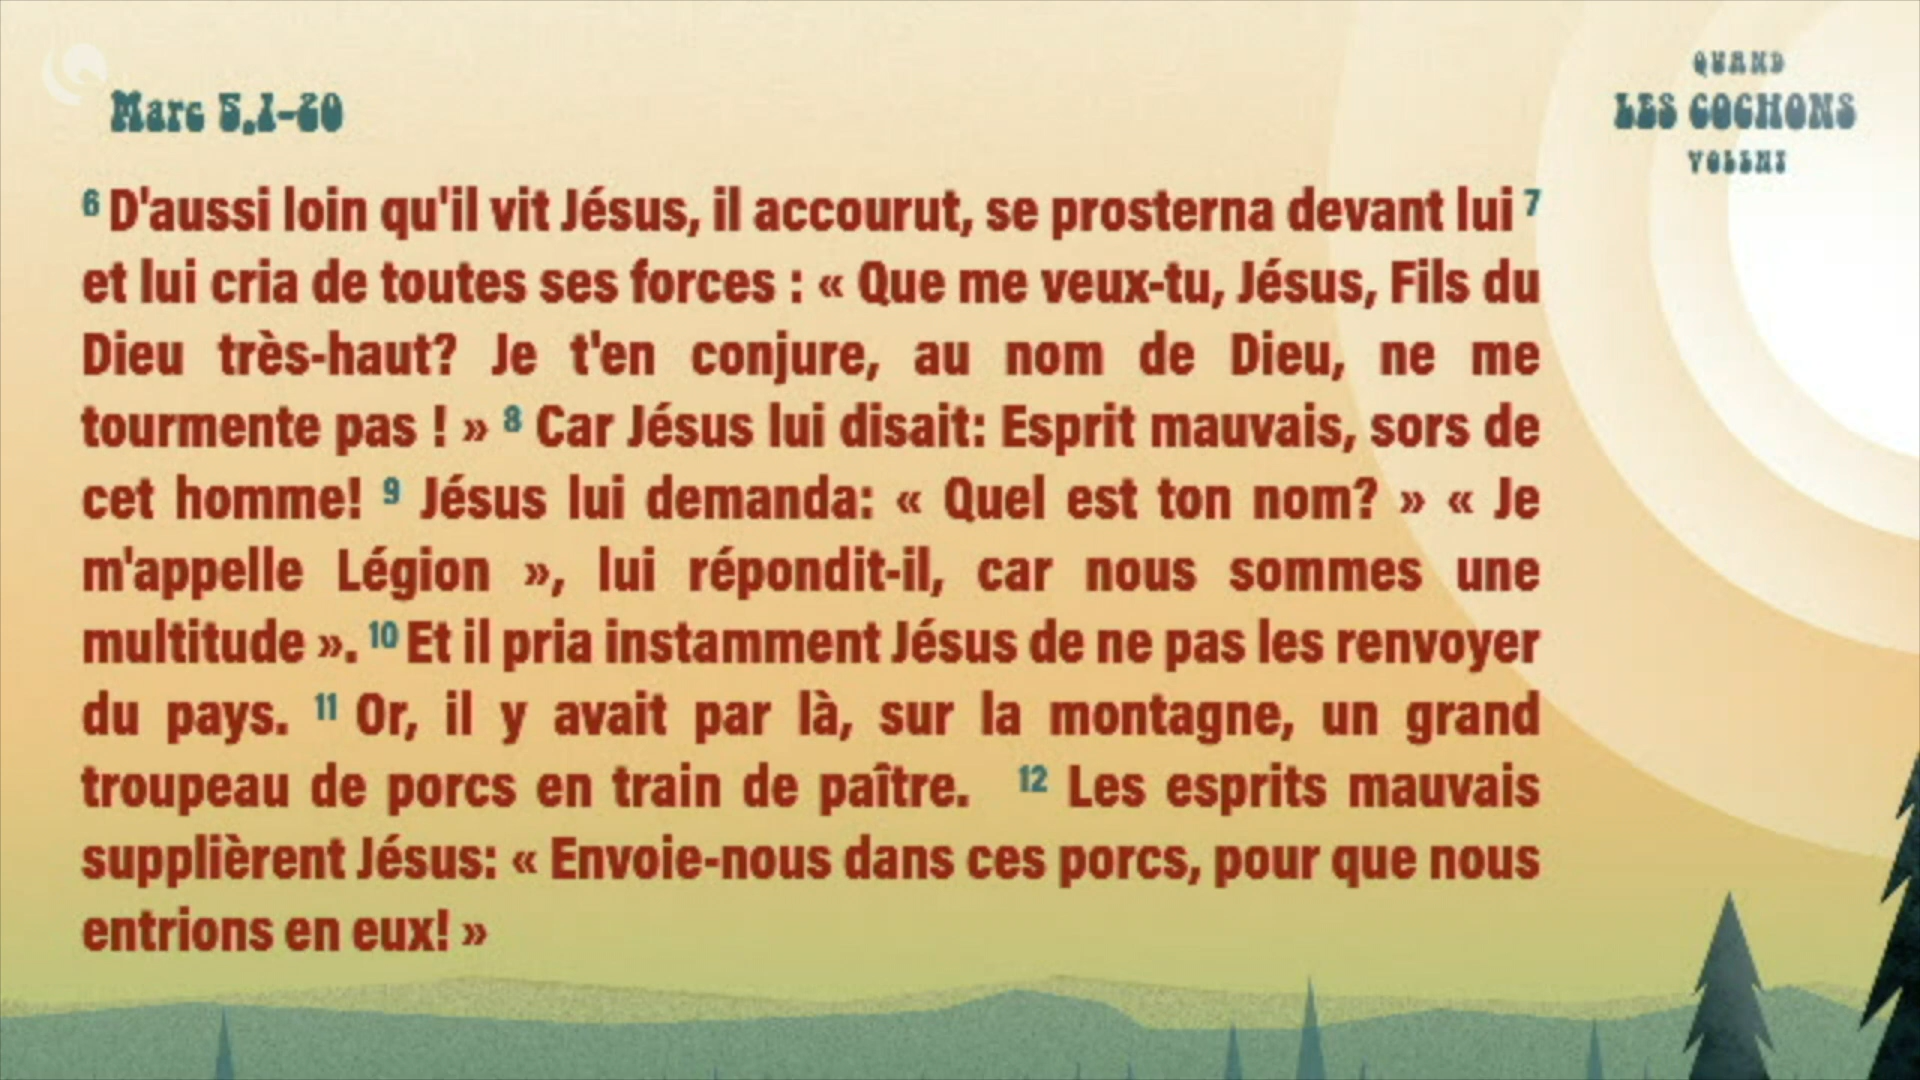 Marc 5.1-20
QUAND
LES COCHONS
VOLENT
6 D'aussi loin qu'il vit Jésus, il accourut, se prosterna devant lui 7
et lui cria de toutes ses forces : « Que me veux-tu, Jésus, Fils du
Dieu très-haut? Je t'en conjure, au nom de Dieu, ne me
tourmente pas ! » 8 Car Jésus lui disait: Esprit mauvais, sors de
cet homme! 9 Jésus lui demanda: « Quel est ton nom? » « Je
m'appelle Légion », lui répondit-il, car nous sommes une
multitude ». 10 Et il pria instamment Jésus de ne pas les renvoyer
du pays. 11 Or, il y avait par là, sur la montagne, un grand
troupeau de porcs en train de paître. 12 Les esprits mauvais
supplièrent Jésus: « Envoie-nous dans ces porcs, pour que nous
entrions en eux! »